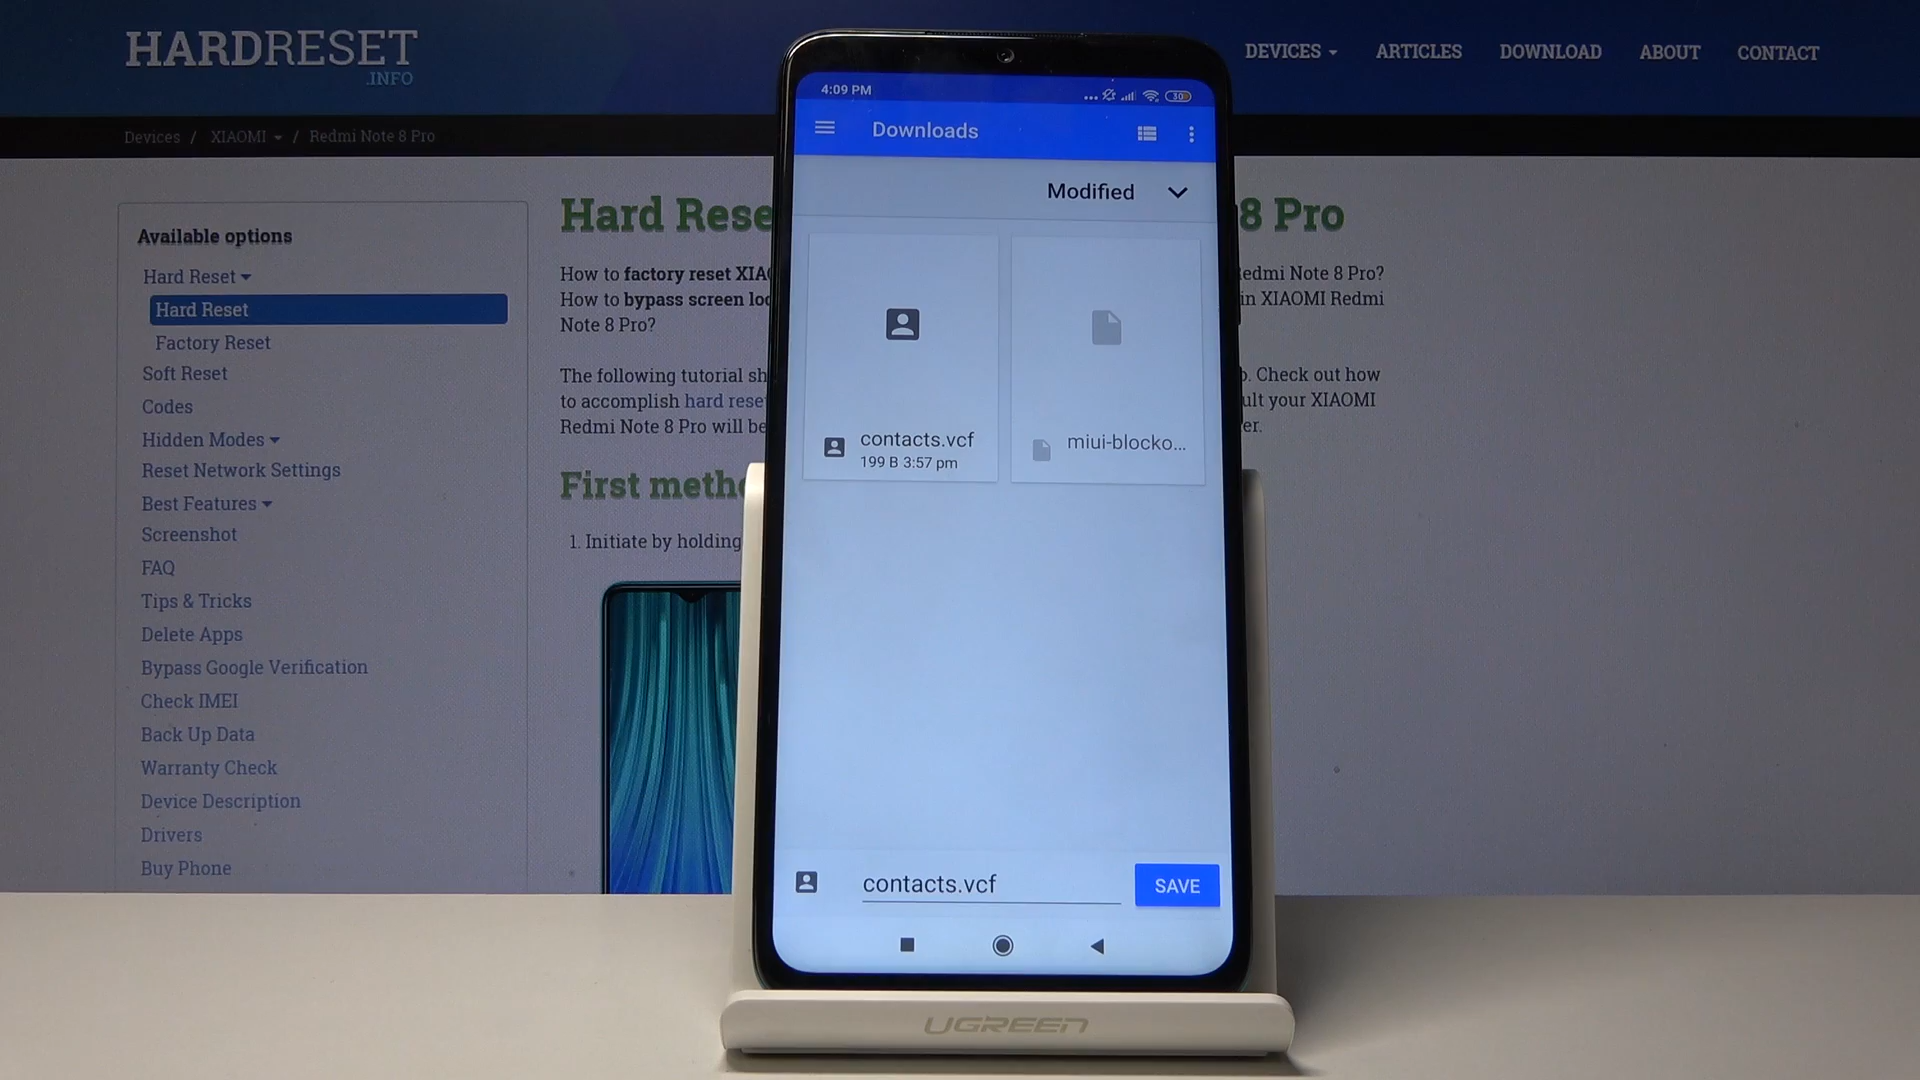 HARDRESET
.INFO
DEVICES
ARTICLES
DOWNLOAD
ABOUT
CONTACT
Devices / XIAOMI / Redmi Note 8 Pro
Available options
Hard Reset
Hard Reset
Factory Reset
Soft Reset
Codes
Hidden Modes
Reset Network Settings
Best Features
Screenshot
FAQ
Tips & Tricks
Delete Apps
Bypass Google Verification
Check IMEI
Back Up Data
Warranty Check
Device Description
Drivers
Buy Phone
Hard Rese 8 Pro
How to factory reset XIA edmi Note 8 Pro?
How to bypass screen loc in XIAOMI Redmi
Note 8 Pro?
The following tutorial sh . Check out how
to accomplish hard rese ult your XIAOMI
Redmi Note 8 Pro will be er.
First meth
1. Initiate by holding
4:09 PM
30
Downloads
Modified
contacts.vcf
199 B 3:57 pm
miui-blocko...
contacts.vcf
SAVE
UGREEN